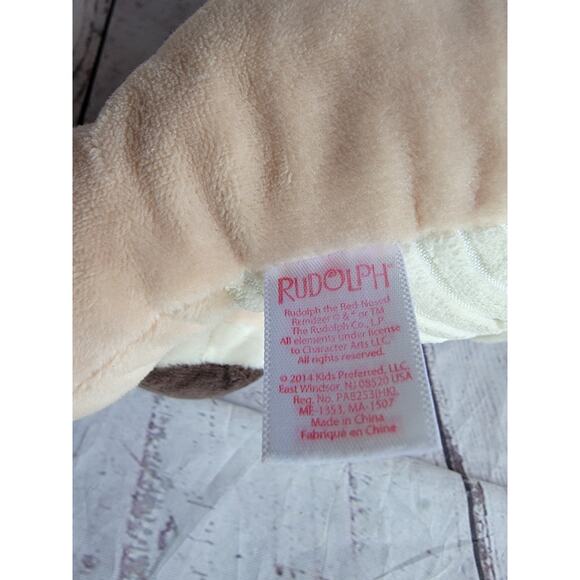 RUDOLPH
Rudolph the Red-Nosed
Reindeer © & ® or TM
The Rudolph Co., L.P.
All elements under license
to Character Arts LLC.
All rights reserved.
© 2014 Kids Preferred, LLC.
East Windsor, NJ 08520 USA
Reg. No. PA8253(HK),
ME-1353, MA-1507
Made in China
Fabriqué en Chine